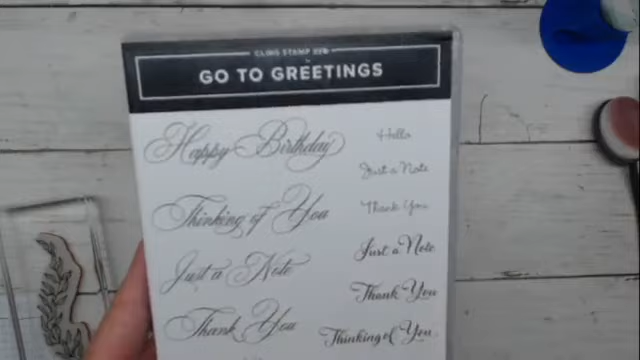 CLING STAMP SET
GO TO GREETINGS
Happy Birthday
Thinking of You
Just a Note
Thank You
Hello
Just a Note
Thank You
Just a Note
Thank You
Thinking of You